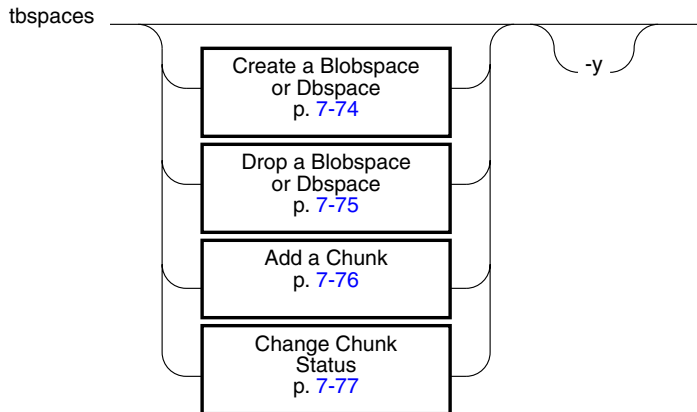 tbspaces
Create a Blobspace
or Dbspace
p. 7-74
-y
Drop a Blobspace
or Dbspace
p. 7-75
Add a Chunk
p. 7-76
Change Chunk
Status
p. 7-77